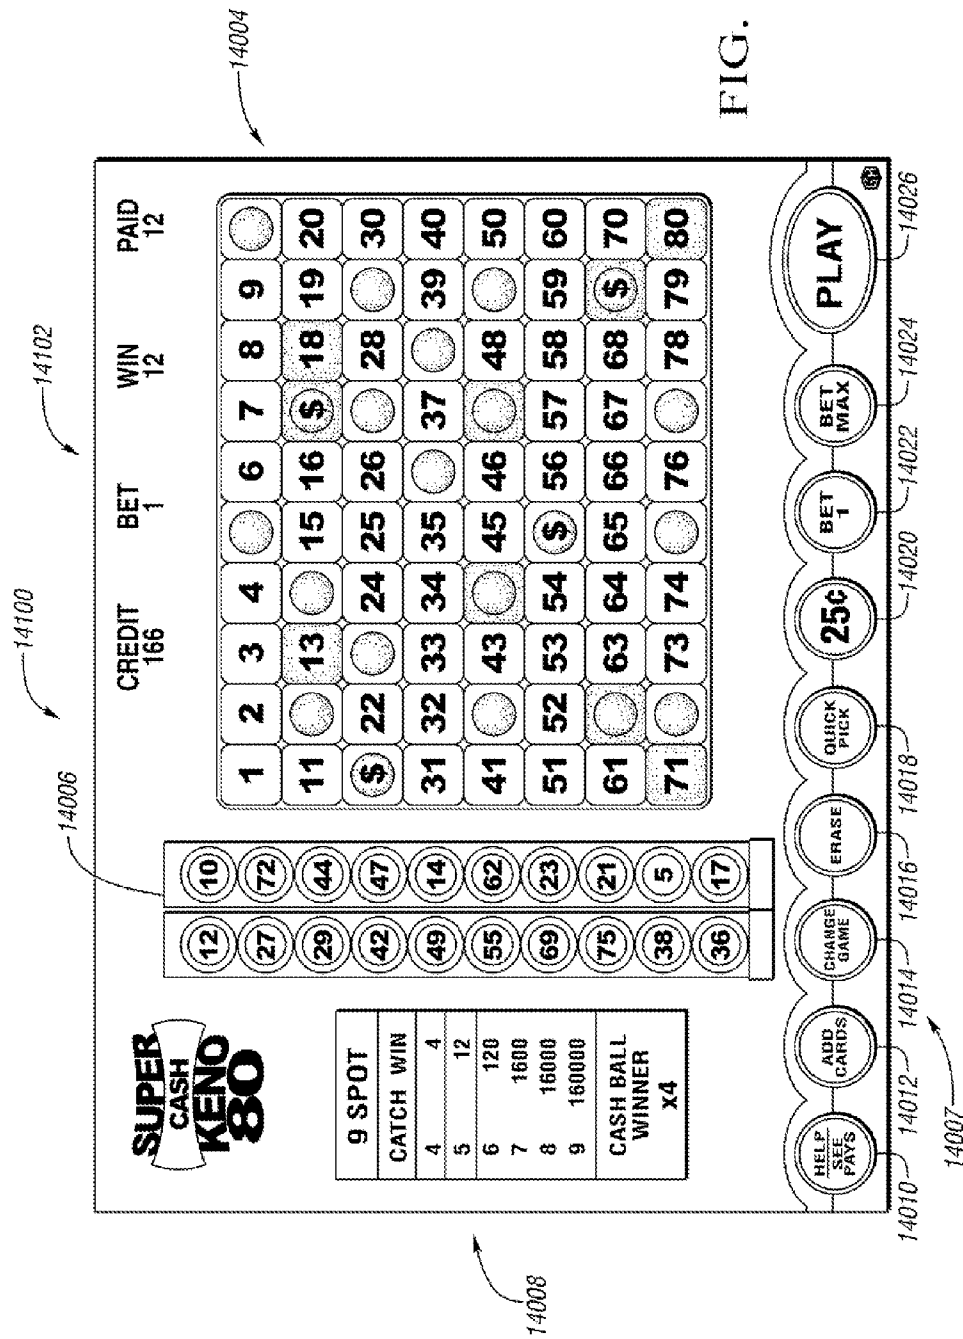 14100
14102
14006
14004
SUPER
CASH
KENO
80
CREDIT BET WIN PAID
166 1 12 12
9 SPOT
CATCH WIN
4 4
5 12
6 120
7 1600
8 16000
9 160000
CASH BALL
WINNER
x4
12 10
27 72
29 44
42 47
49 14
55 62
69 23
75 21
38 5
36 17
1 2 3 4 6 7 8 9
11 13 15 16 $ 18 19 20
$ 22 24 25 26 28 30
31 32 33 34 35 37 39 40
41 43 45 46 48 50
51 52 53 54 $ 56 57 58 59 60
61 63 64 65 66 67 68 $ 70
71 73 74 76 78 79 80
HELP
SEE
PAYS
ADD
CARDS
CHANGE
GAME
ERASE
QUICK
PICK
25¢
BET
1
BET
MAX
PLAY
14008
14010
14012
14014
14016
14018
14020
14022
14024
14026
14007
FIG.